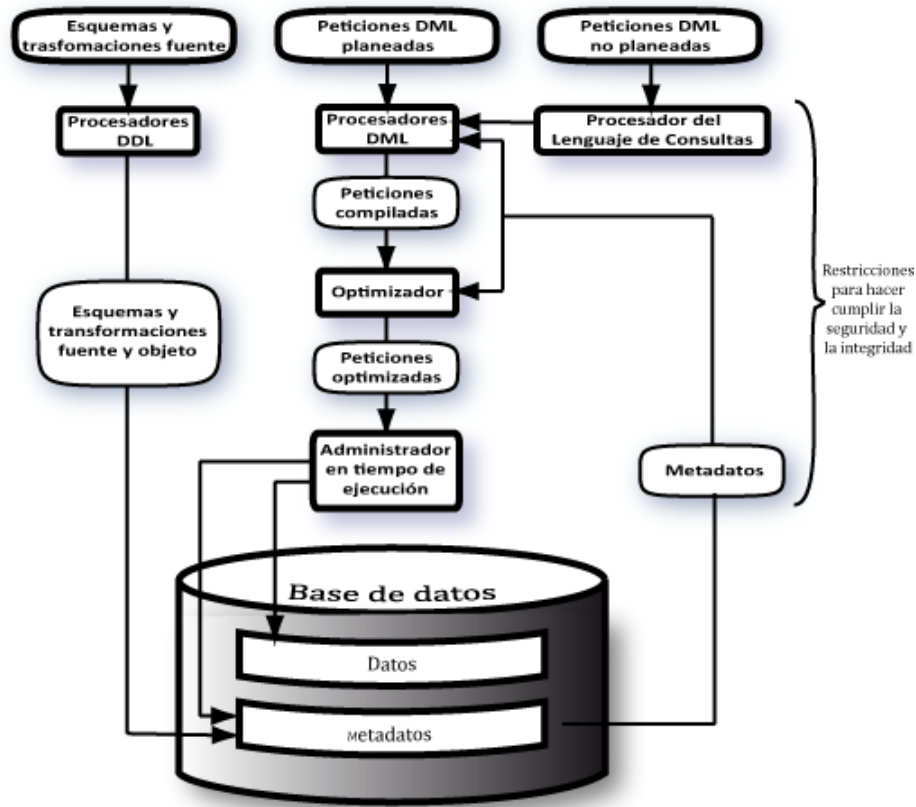 Esquemas y
trasfomaciones fuente
Peticiones DML
planeadas
Peticiones DML
no planeadas
Procesadores
DDL
Procesadores
DML
Procesador del
Lenguaje de Consultas
Peticiones
compiladas
Optimizador
Restricciones
para hacer
cumplir la
seguridad y
la integridad
Esquemas y
transformaciones
fuente y objeto
Peticiones
optimizadas
Administrador
en tiempo de
ejecución
Metadatos
Base de datos
Datos
Metadatos